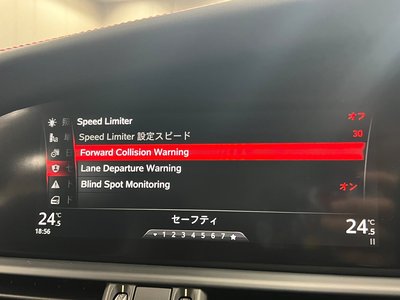 Speed Limiter オフ
Speed Limiter 設定スピード 30
Forward Collision Warning
Lane Departure Warning
Blind Spot Monitoring オン
セーフティ
24.5℃
18:56
1 2 3 4 5 6 7
24.5℃